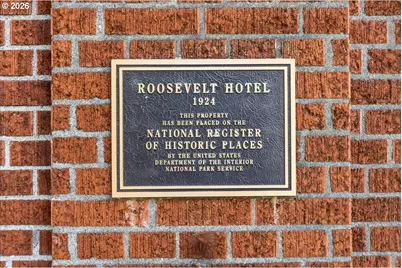 © 2026
ROOSEVELT HOTEL
1924
THIS PROPERTY
HAS BEEN PLACED ON THE
NATIONAL REGISTER
OF HISTORIC PLACES
BY THE UNITED STATES
DEPARTMENT OF THE INTERIOR
NATIONAL PARK SERVICE